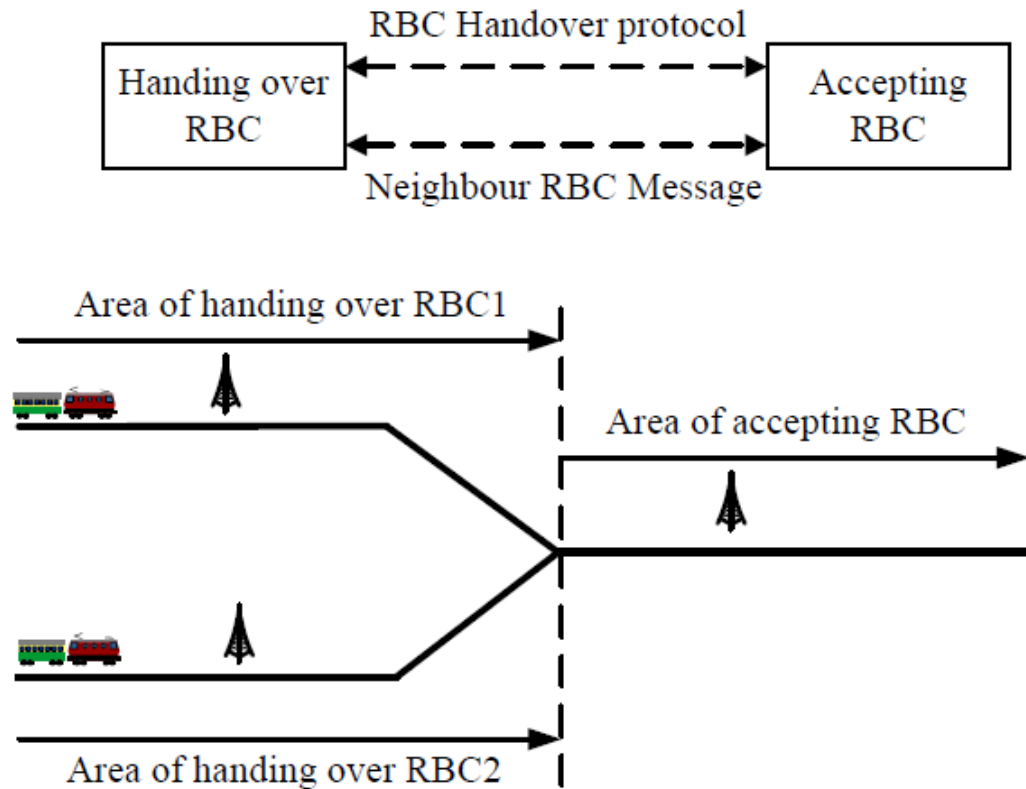 RBC Handover protocol
Handing over
RBC
Accepting
RBC
Neighbour RBC Message
Area of handing over RBC1
Area of accepting RBC
Area of handing over RBC2